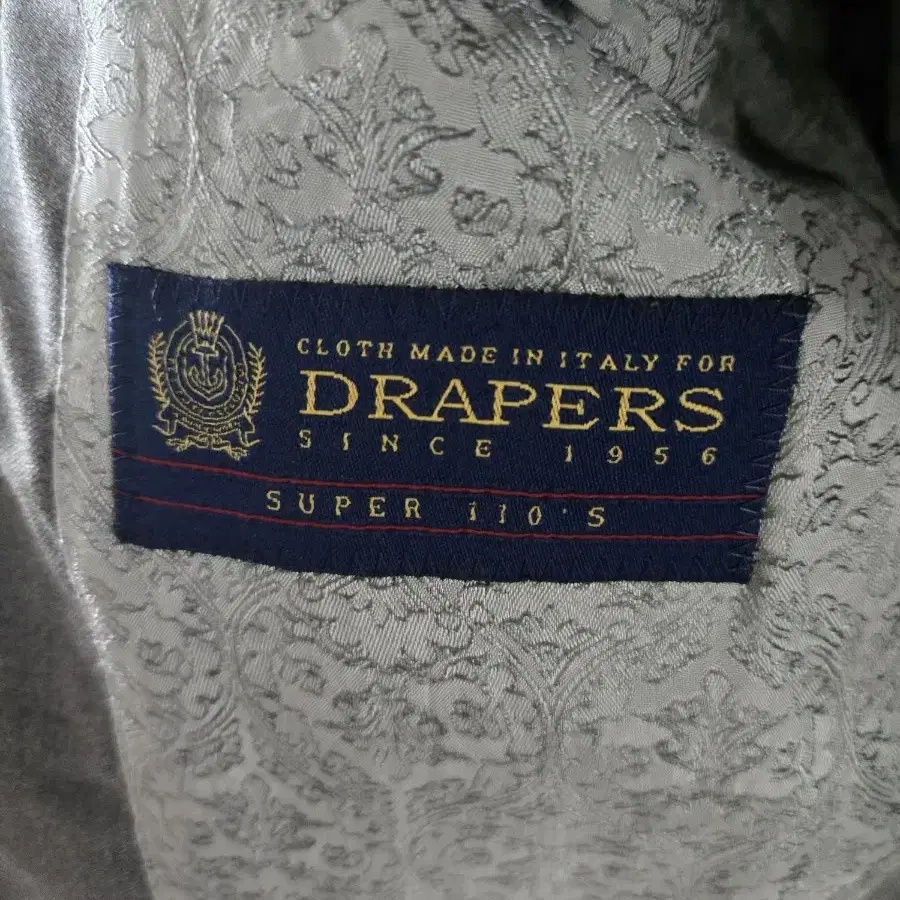 CLOTH MADE IN ITALY FOR
DRAPERS
SINCE 1956
SUPER 110'S